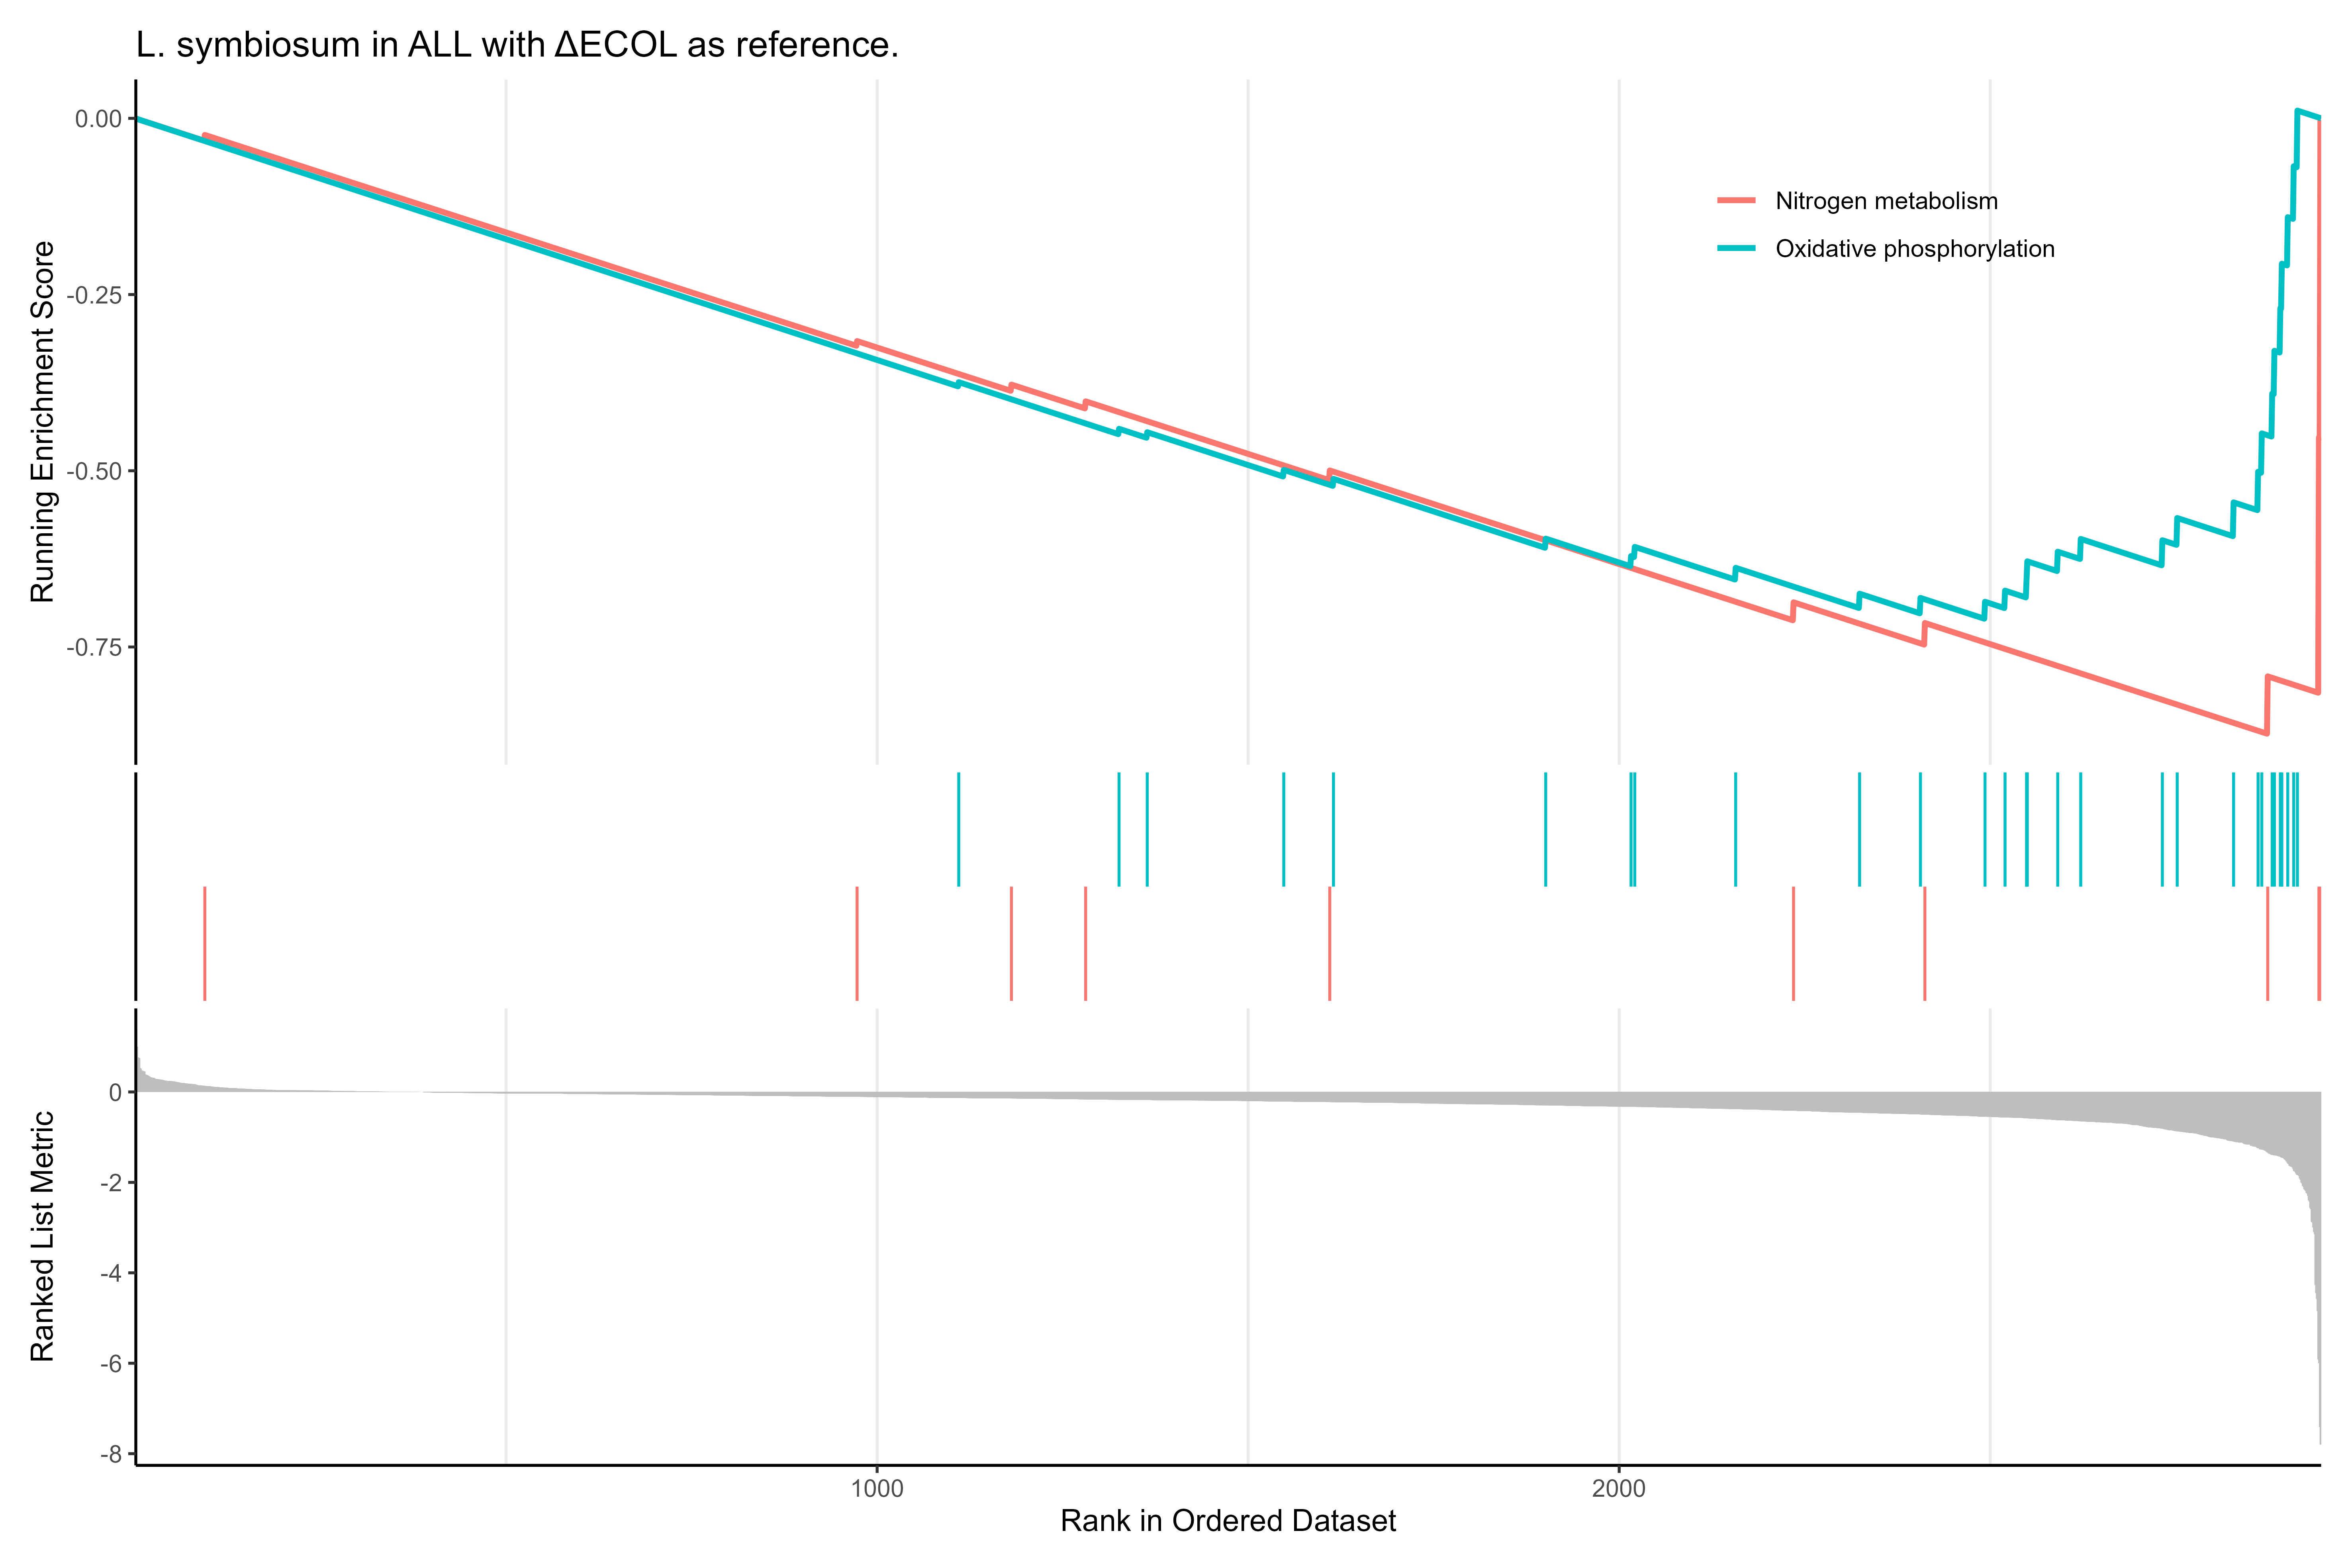 L. symbiosum in ALL with ΔECOL as reference.
Running Enrichment Score
0.00
-0.25
-0.50
-0.75
Nitrogen metabolism
Oxidative phosphorylation
Ranked List Metric
0
-2
-4
-6
-8
1000
2000
Rank in Ordered Dataset